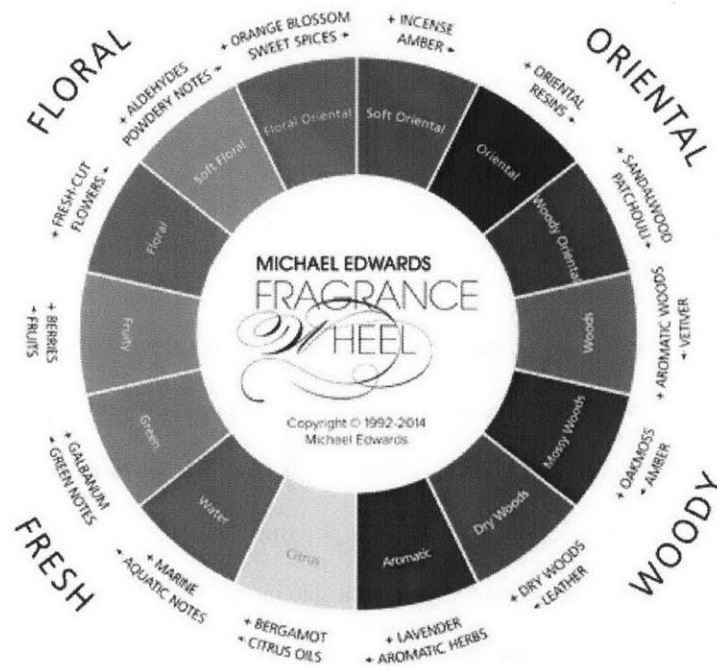 FLORAL
ORIENTAL
WOODY
FRESH
+ ORANGE BLOSSOM
SWEET SPICES +
+ INCENSE
AMBER +
+ ORIENTAL
RESINS +
+ SANDALWOOD
PATCHOULI +
+ AROMATIC WOODS
+ VETIVER
+ OAKMOSS
+ AMBER
+ DRY WOODS
+ LEATHER
+ LAVENDER
+ AROMATIC HERBS
+ BERGAMOT
+ CITRUS OILS
+ MARINE
+ AQUATIC NOTES
+ GALBANUM
+ GREEN NOTES
+ BERRIES
+ FRUITS
+ FRESH-CUT
FLOWERS +
+ ALDEHYDES
POWDERY NOTES +
Floral Oriental
Soft Oriental
Oriental
Woody Oriental
Woods
Mossy Woods
Dry Woods
Aromatic
Citrus
Water
Green
Fruity
Floral
Soft Floral
MICHAEL EDWARDS
FRAGRANCE
WHEEL
Copyright © 1992-2014
Michael Edwards